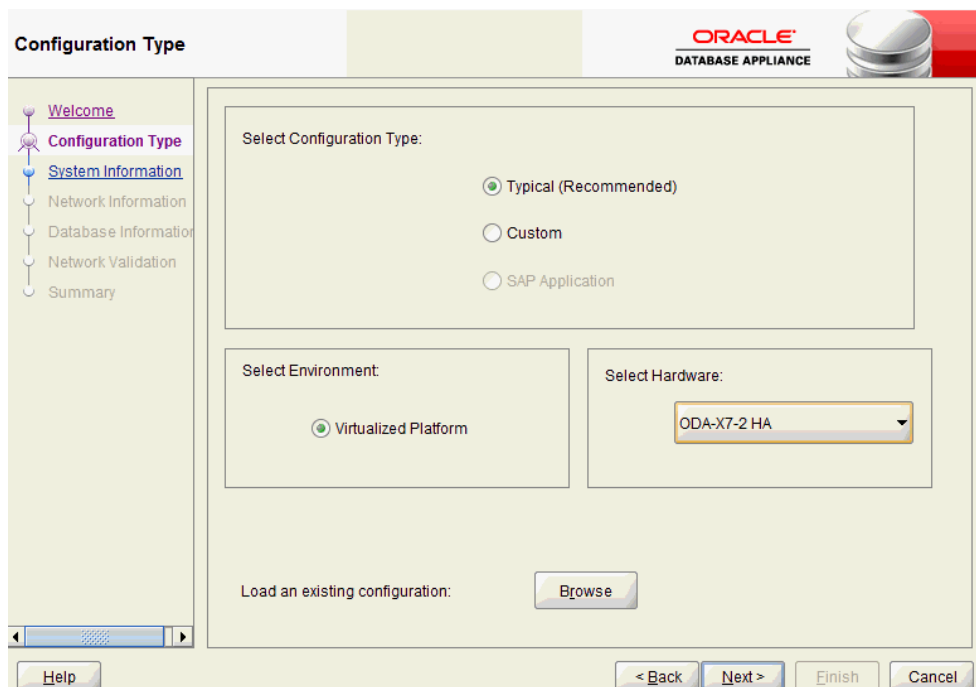 Configuration Type
ORACLE
DATABASE APPLIANCE
Welcome
Configuration Type
System Information
Network Information
Database Information
Network Validation
Summary
Select Configuration Type:
Typical (Recommended)
Custom
SAP Application
Select Environment:
Virtualized Platform
Select Hardware:
ODA-X7-2 HA
Load an existing configuration:
Browse
Help
< Back
Next >
Finish
Cancel